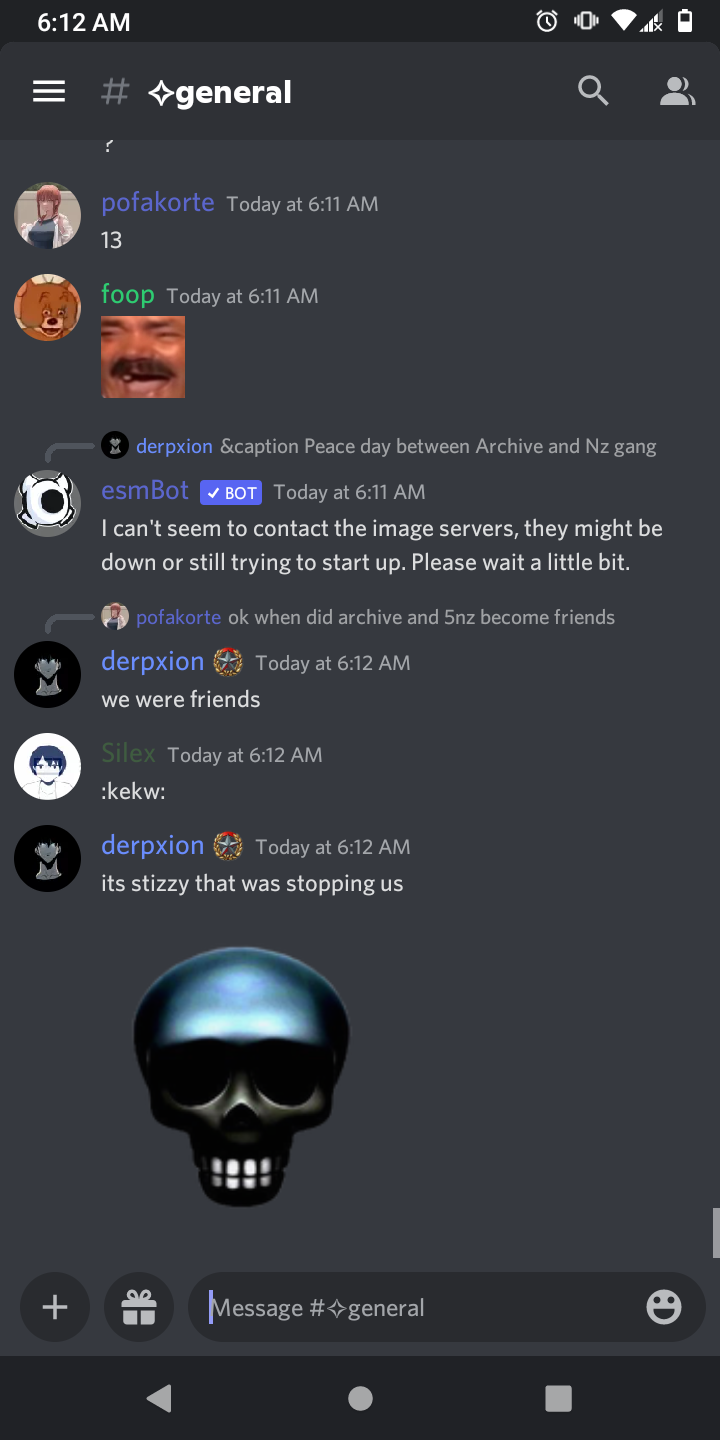 6:12 AM
# ✧general
?
pofakorte Today at 6:11 AM
13
foop Today at 6:11 AM
derpxion &caption Peace day between Archive and Nz gang
esmBot ✓ BOT Today at 6:11 AM
I can't seem to contact the image servers, they might be
down or still trying to start up. Please wait a little bit.
pofakorte ok when did archive and 5nz become friends
derpxion Today at 6:12 AM
we were friends
Silex Today at 6:12 AM
:kekw:
derpxion Today at 6:12 AM
its stizzy that was stopping us
Message #✧general